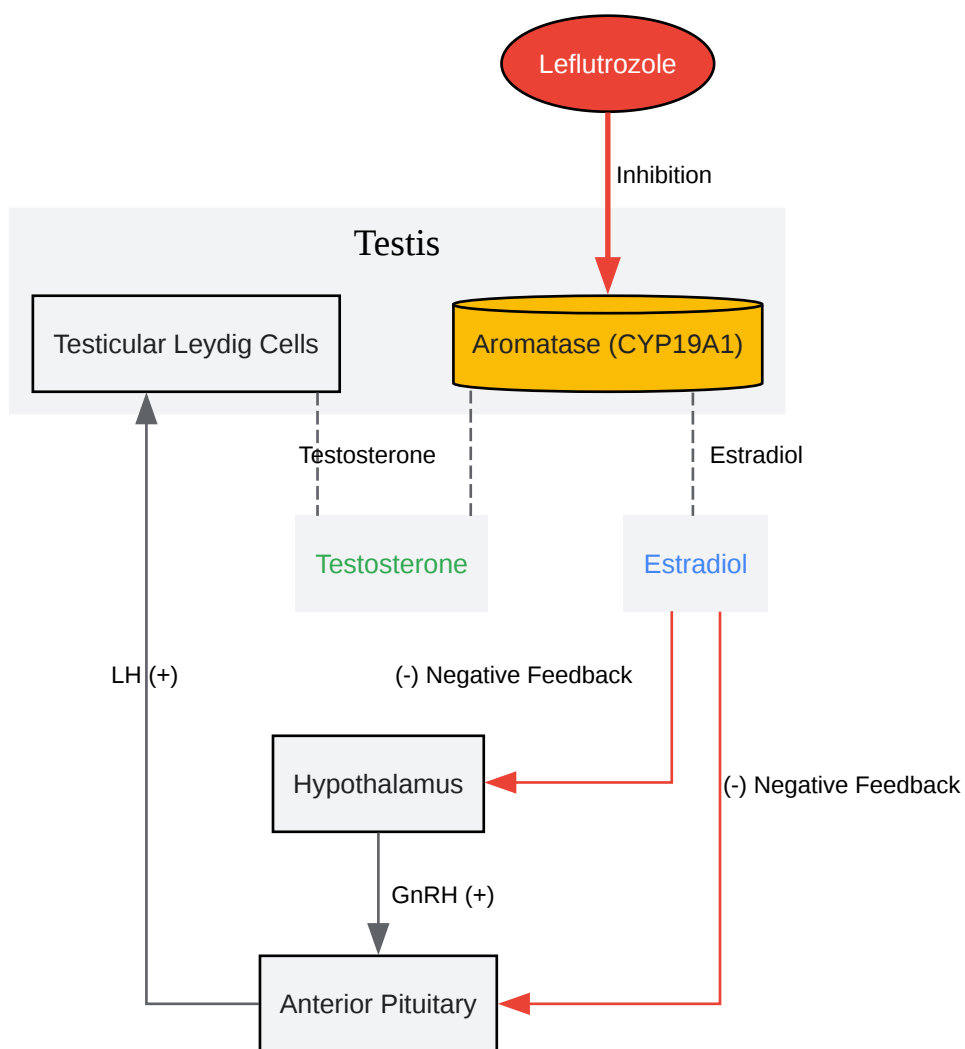 Leflutrozole
Inhibition
Testis
Testicular Leydig Cells
Aromatase (CYP19A1)
Testosterone
Estradiol
Testosterone
Estradiol
LH (+)
(-) Negative Feedback
Hypothalamus
(-) Negative Feedback
GnRH (+)
Anterior Pituitary